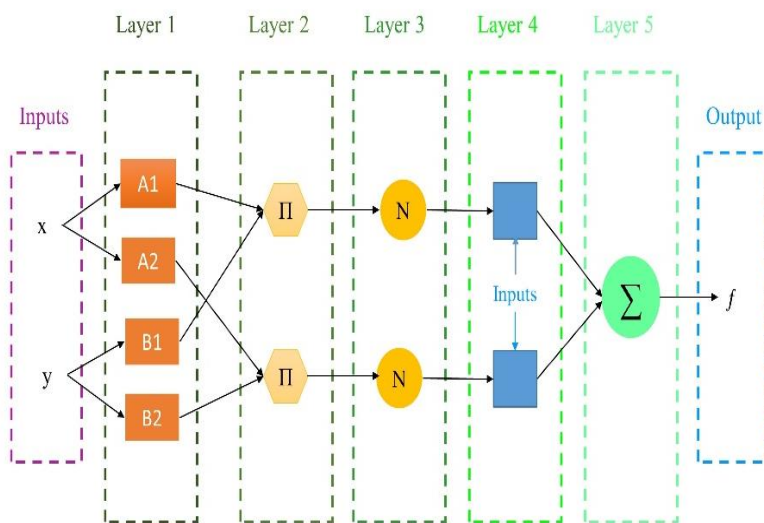 Layer 1
Layer 2
Layer 3
Layer 4
Layer 5
Inputs
Output
x
y
A1
A2
B1
B2
Π
Π
N
N
Inputs
∑
f